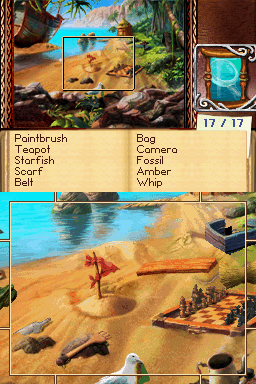 17 / 17
Paintbrush
Teapot
Starfish
Scarf
Belt
Bag
Camera
Fossil
Amber
Whip